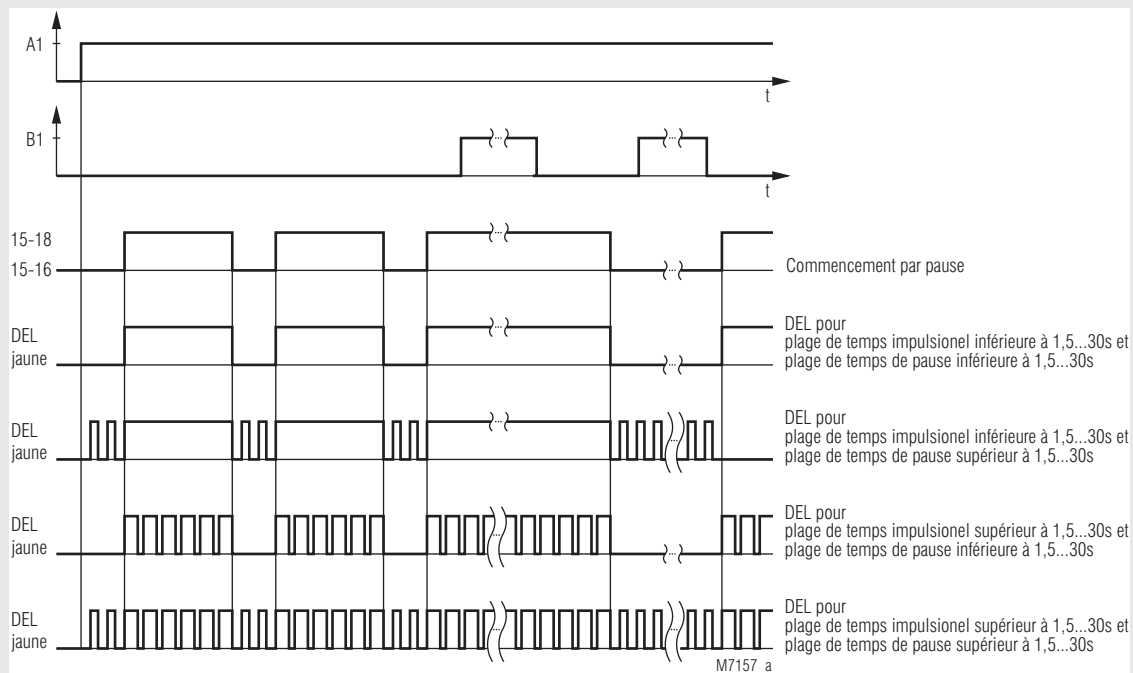 A1
t
B1
t
15-18
15-16
Commencement par pause
DEL
jaune
DEL pour
plage de temps impulsionel inférieure à 1,5...30s et
plage de temps de pause inférieure à 1,5...30s
DEL
jaune
DEL pour
plage de temps impulsionel inférieure à 1,5...30s et
plage de temps de pause supérieur à 1,5...30s
DEL
jaune
DEL pour
plage de temps impulsionel supérieur à 1,5...30s et
plage de temps de pause inférieure à 1,5...30s
DEL
jaune
DEL pour
plage de temps impulsionel supérieur à 1,5...30s et
plage de temps de pause supérieur à 1,5...30s
M7157 a